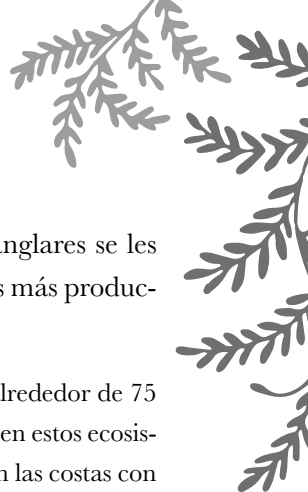 anglares se les
s más produc-
lrededor de 75
en estos ecosis-
n las costas con